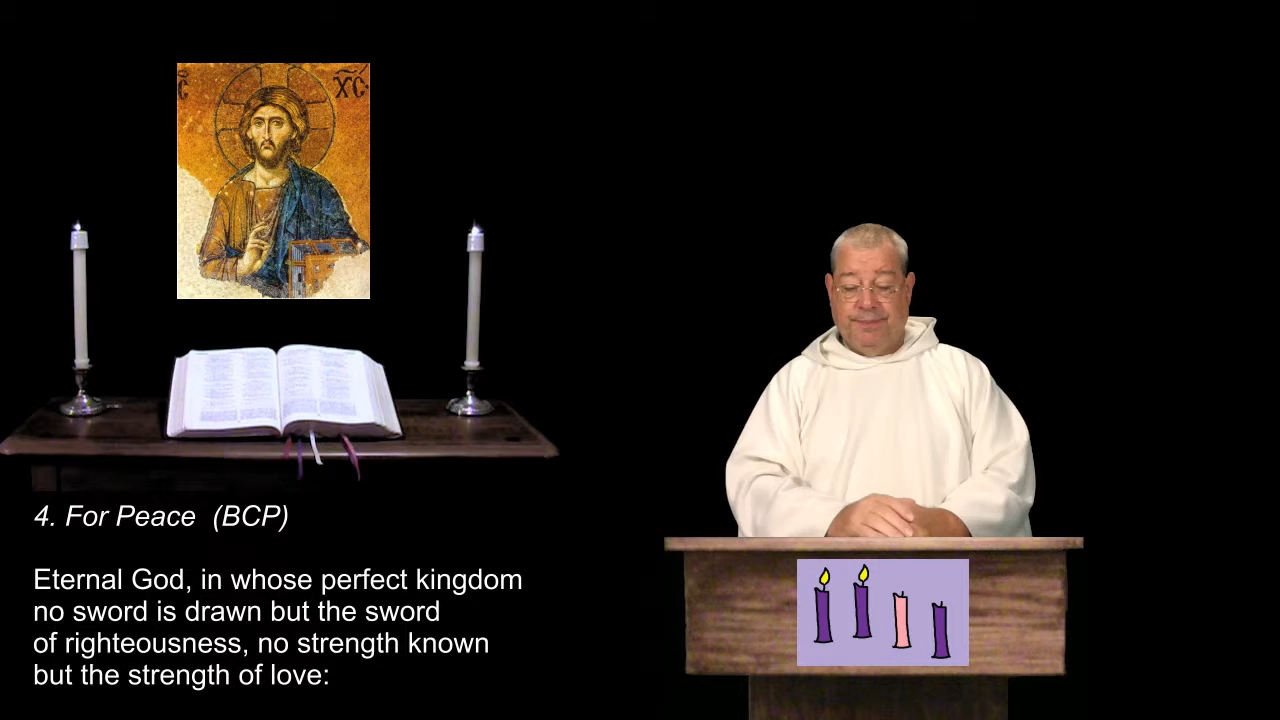 ΧС
4. For Peace (BCP)
Eternal God, in whose perfect kingdom
no sword is drawn but the sword
of righteousness, no strength known
but the strength of love: